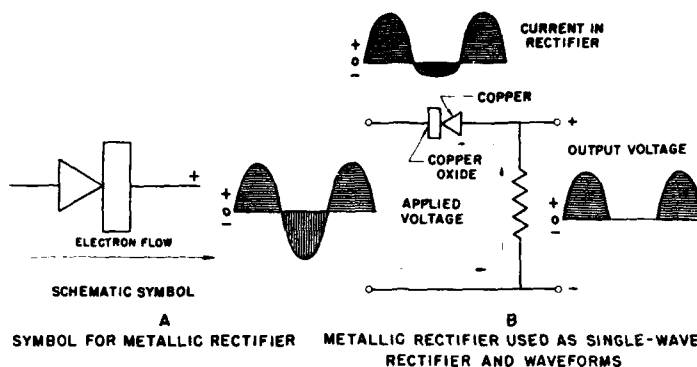 CURRENT IN
RECTIFIER
+
0
-
COPPER
COPPER
OXIDE
+
OUTPUT VOLTAGE
+
+
0
-
APPLIED
VOLTAGE
+
0
-
ELECTRON FLOW
SCHEMATIC SYMBOL
-
A
SYMBOL FOR METALLIC RECTIFIER
B
METALLIC RECTIFIER USED AS SINGLE-WAVE
RECTIFIER AND WAVEFORMS